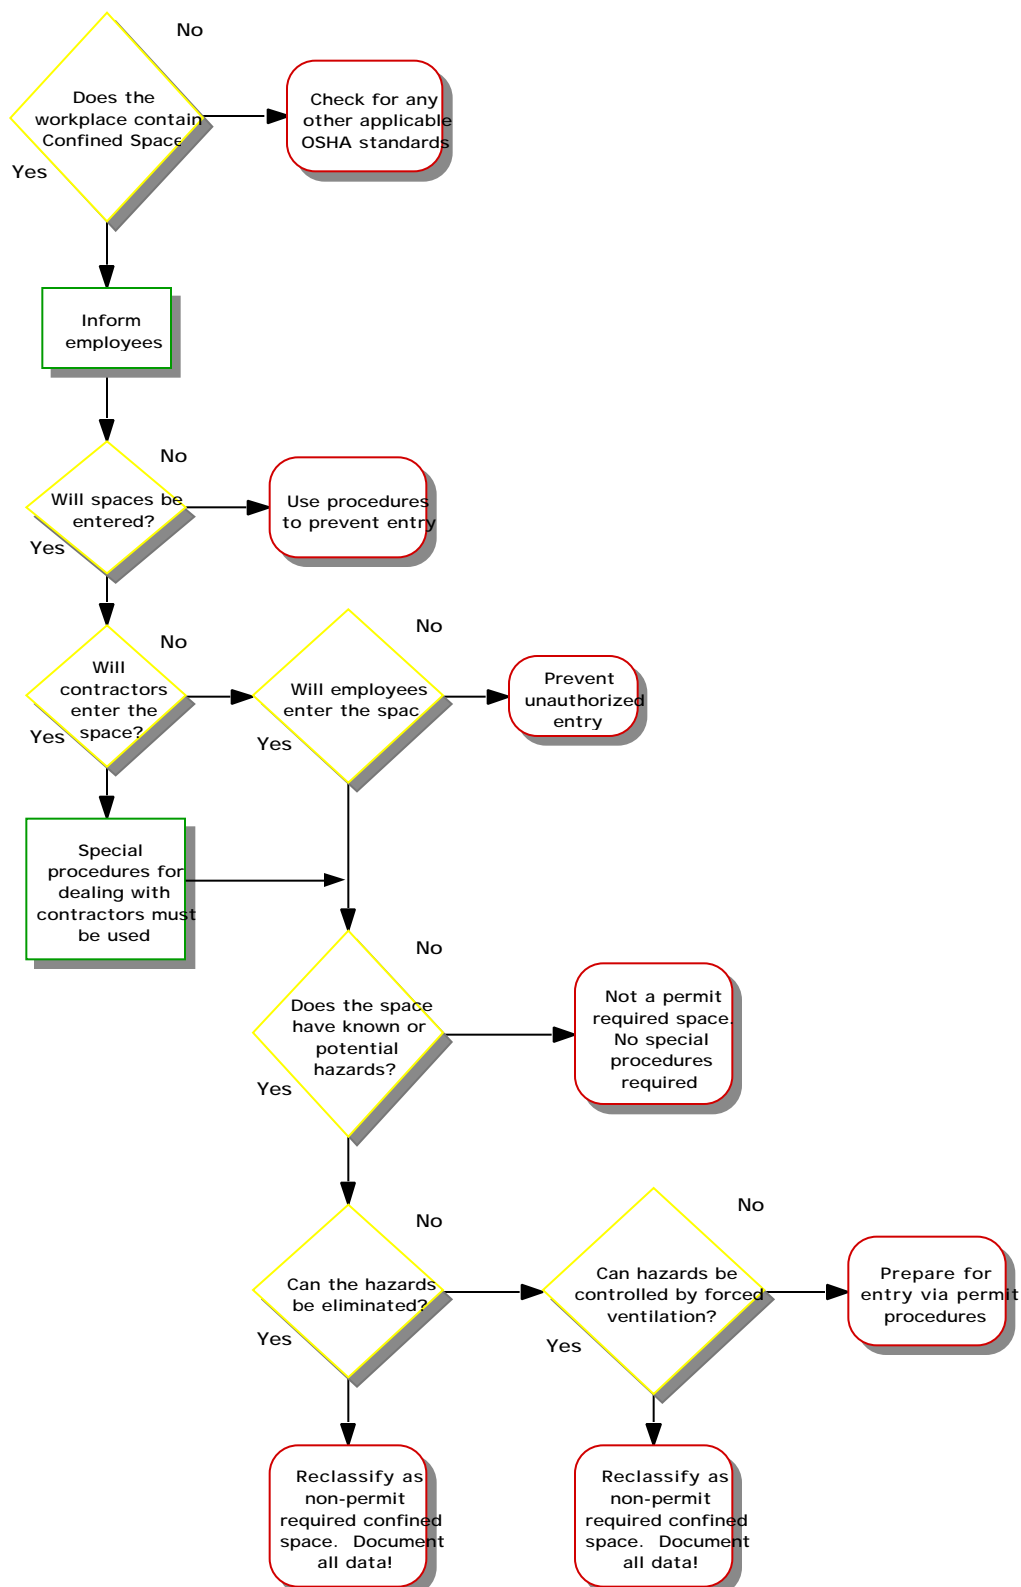 No
Does the
workplace contain
Confined Space
Check for any
other applicable
OSHA standards
Yes
Inform
employees
No
Will spaces be
entered?
Use procedures
to prevent entry
Yes
No
Will
contractors
enter the
space?
Yes
No
Will employees
enter the spac
Yes
Prevent
unauthorized
entry
Special
procedures for
dealing with
contractors must
be used
No
Does the space
have known or
potential
hazards?
Yes
Not a permit
required space.
No special
procedures
required
No
Can the hazards
be eliminated?
Yes
No
Can hazards be
controlled by forced
ventilation?
Yes
Prepare for
entry via permit
procedures
Reclassify as
non-permit
required confined
space.  Document
all data!
Reclassify as
non-permit
required confined
space.  Document
all data!